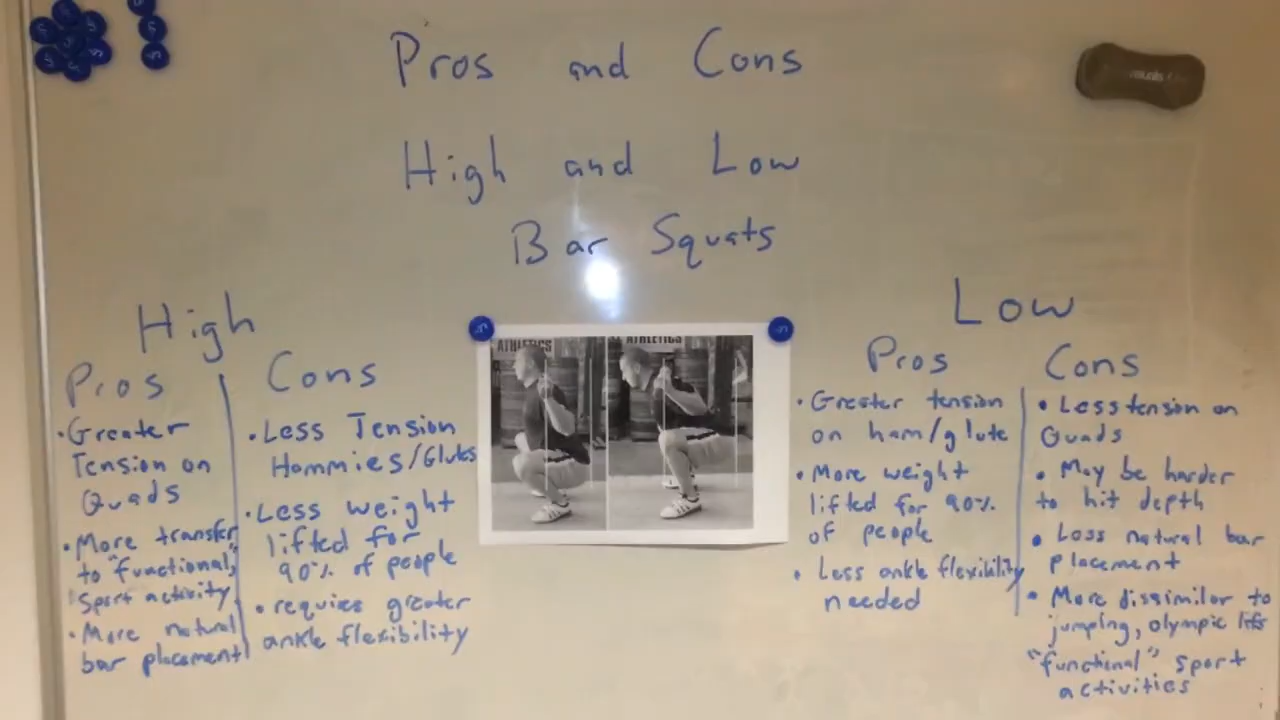 Pros and Cons
High and Low
Bar Squats
High
Pros
• Greater
Tension on
Quads
• More transfer
to "functional,"
Sport activity
• More natural
bar placement
Cons
• Less Tension
Hammies/Glutes
• Less weight
lifted for
90% of people
• requires greater
ankle flexibility
ATHLETICS
ATHLETICS
Low
Pros
• Greater tension
on ham/glute
• More weight
lifted for 90%
of people
• Less ankle flexibility
needed
Cons
• Less tension on
Quads
• May be harder
to hit depth
• Less natural bar
placement
• More dissimilar to
jumping, olympic lifts
"functional" sport
activities